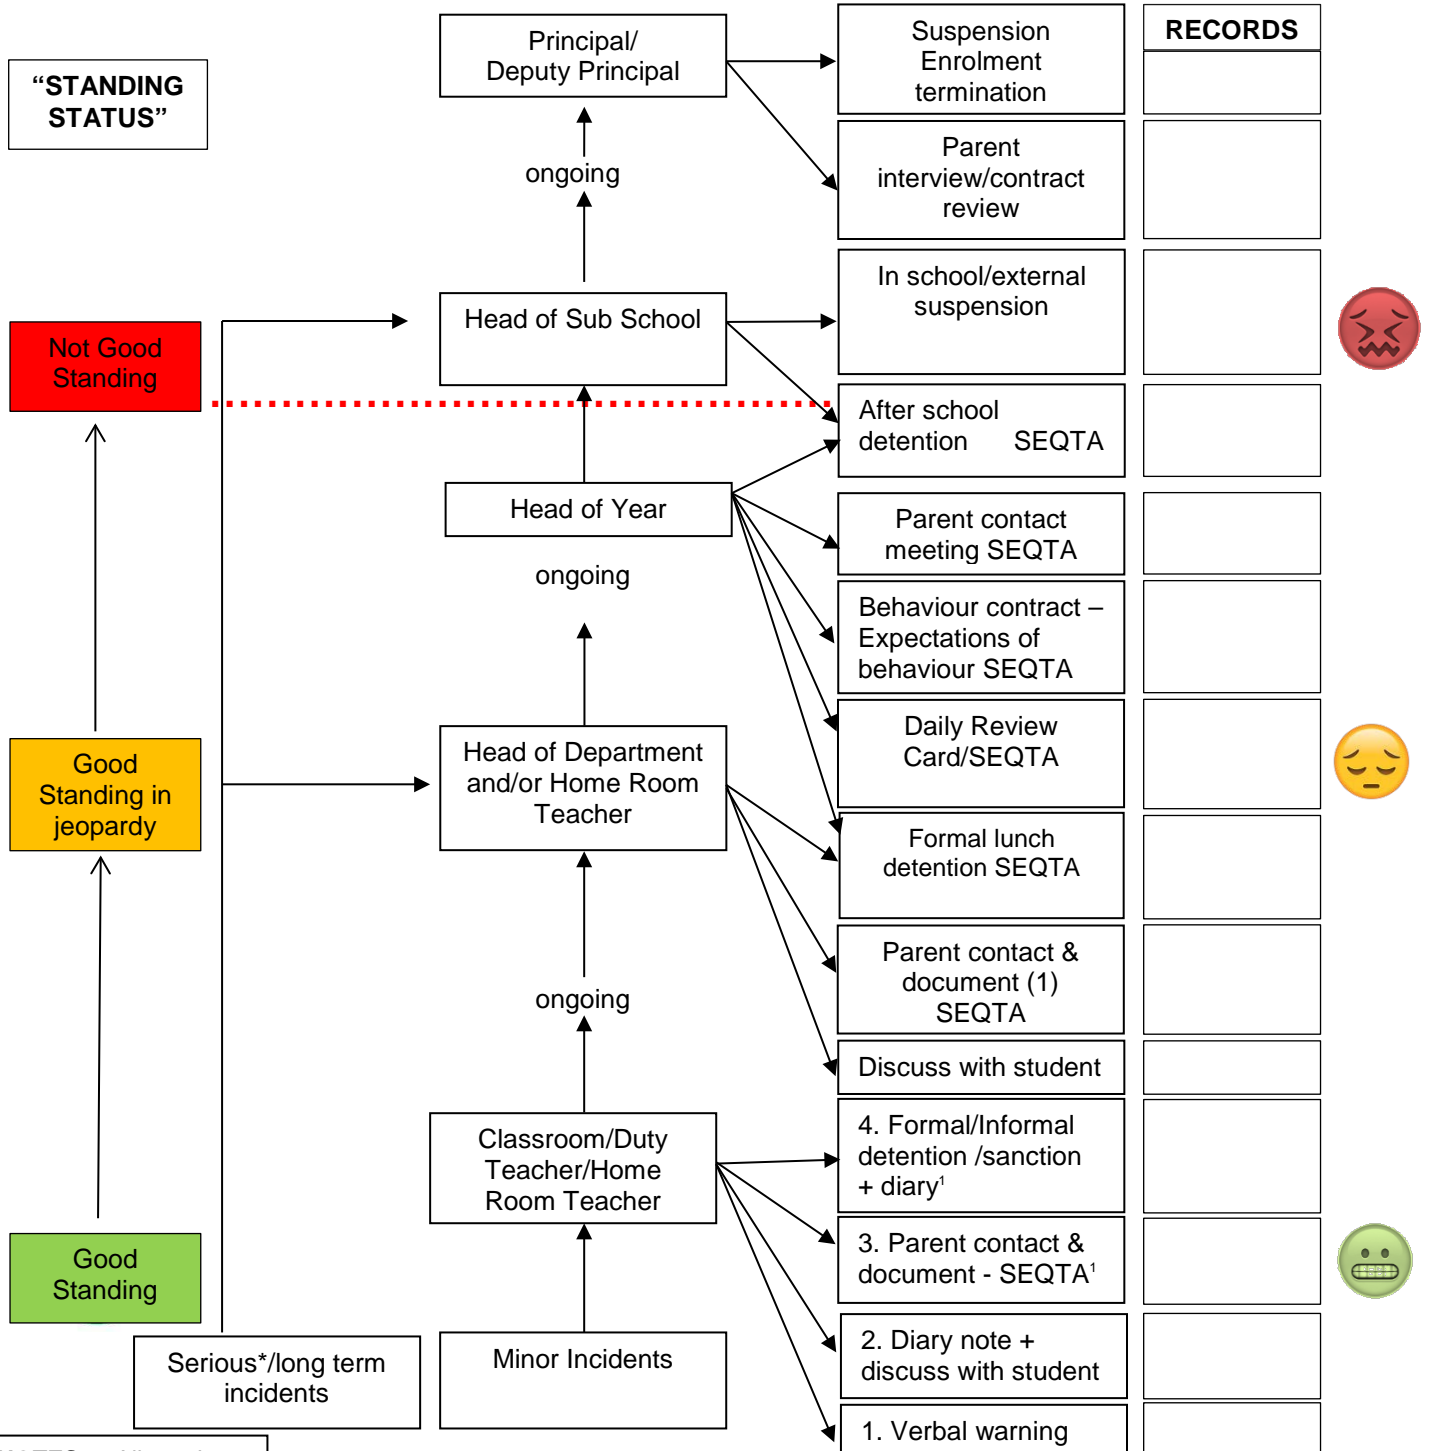 “STANDING
STATUS”
Principal/
Deputy Principal
Suspension
Enrolment
termination
RECORDS
Parent
interview/contract
review
ongoing
In school/external
suspension
Head of Sub School
Not Good
Standing
After school
detention SEQTA
Head of Year
Parent contact
meeting SEQTA
ongoing
Behaviour contract –
Expectations of
behaviour SEQTA
Daily Review
Card/SEQTA
Head of Department
and/or Home Room
Teacher
Good
Standing in
jeopardy
Formal lunch
detention SEQTA
Parent contact &
document (1)
SEQTA
ongoing
Discuss with student
Classroom/Duty
Teacher/Home
Room Teacher
4. Formal/Informal
detention /sanction
+ diary¹
3. Parent contact &
document - SEQTA¹
Good
Standing
2. Diary note +
discuss with student
Serious*/long term
incidents
Minor Incidents
1. Verbal warning